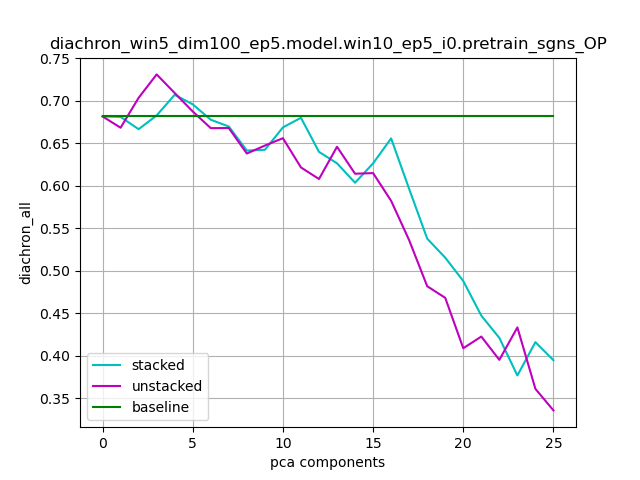 diachron_win5_dim100_ep5.model.win10_ep5_i0.pretrain_sgns_OP
0.75
0.70
0.65
0.60
0.55
0.50
0.45
0.40
0.35
diachron_all
stacked
unstacked
baseline
0 5 10 15 20 25
pca components